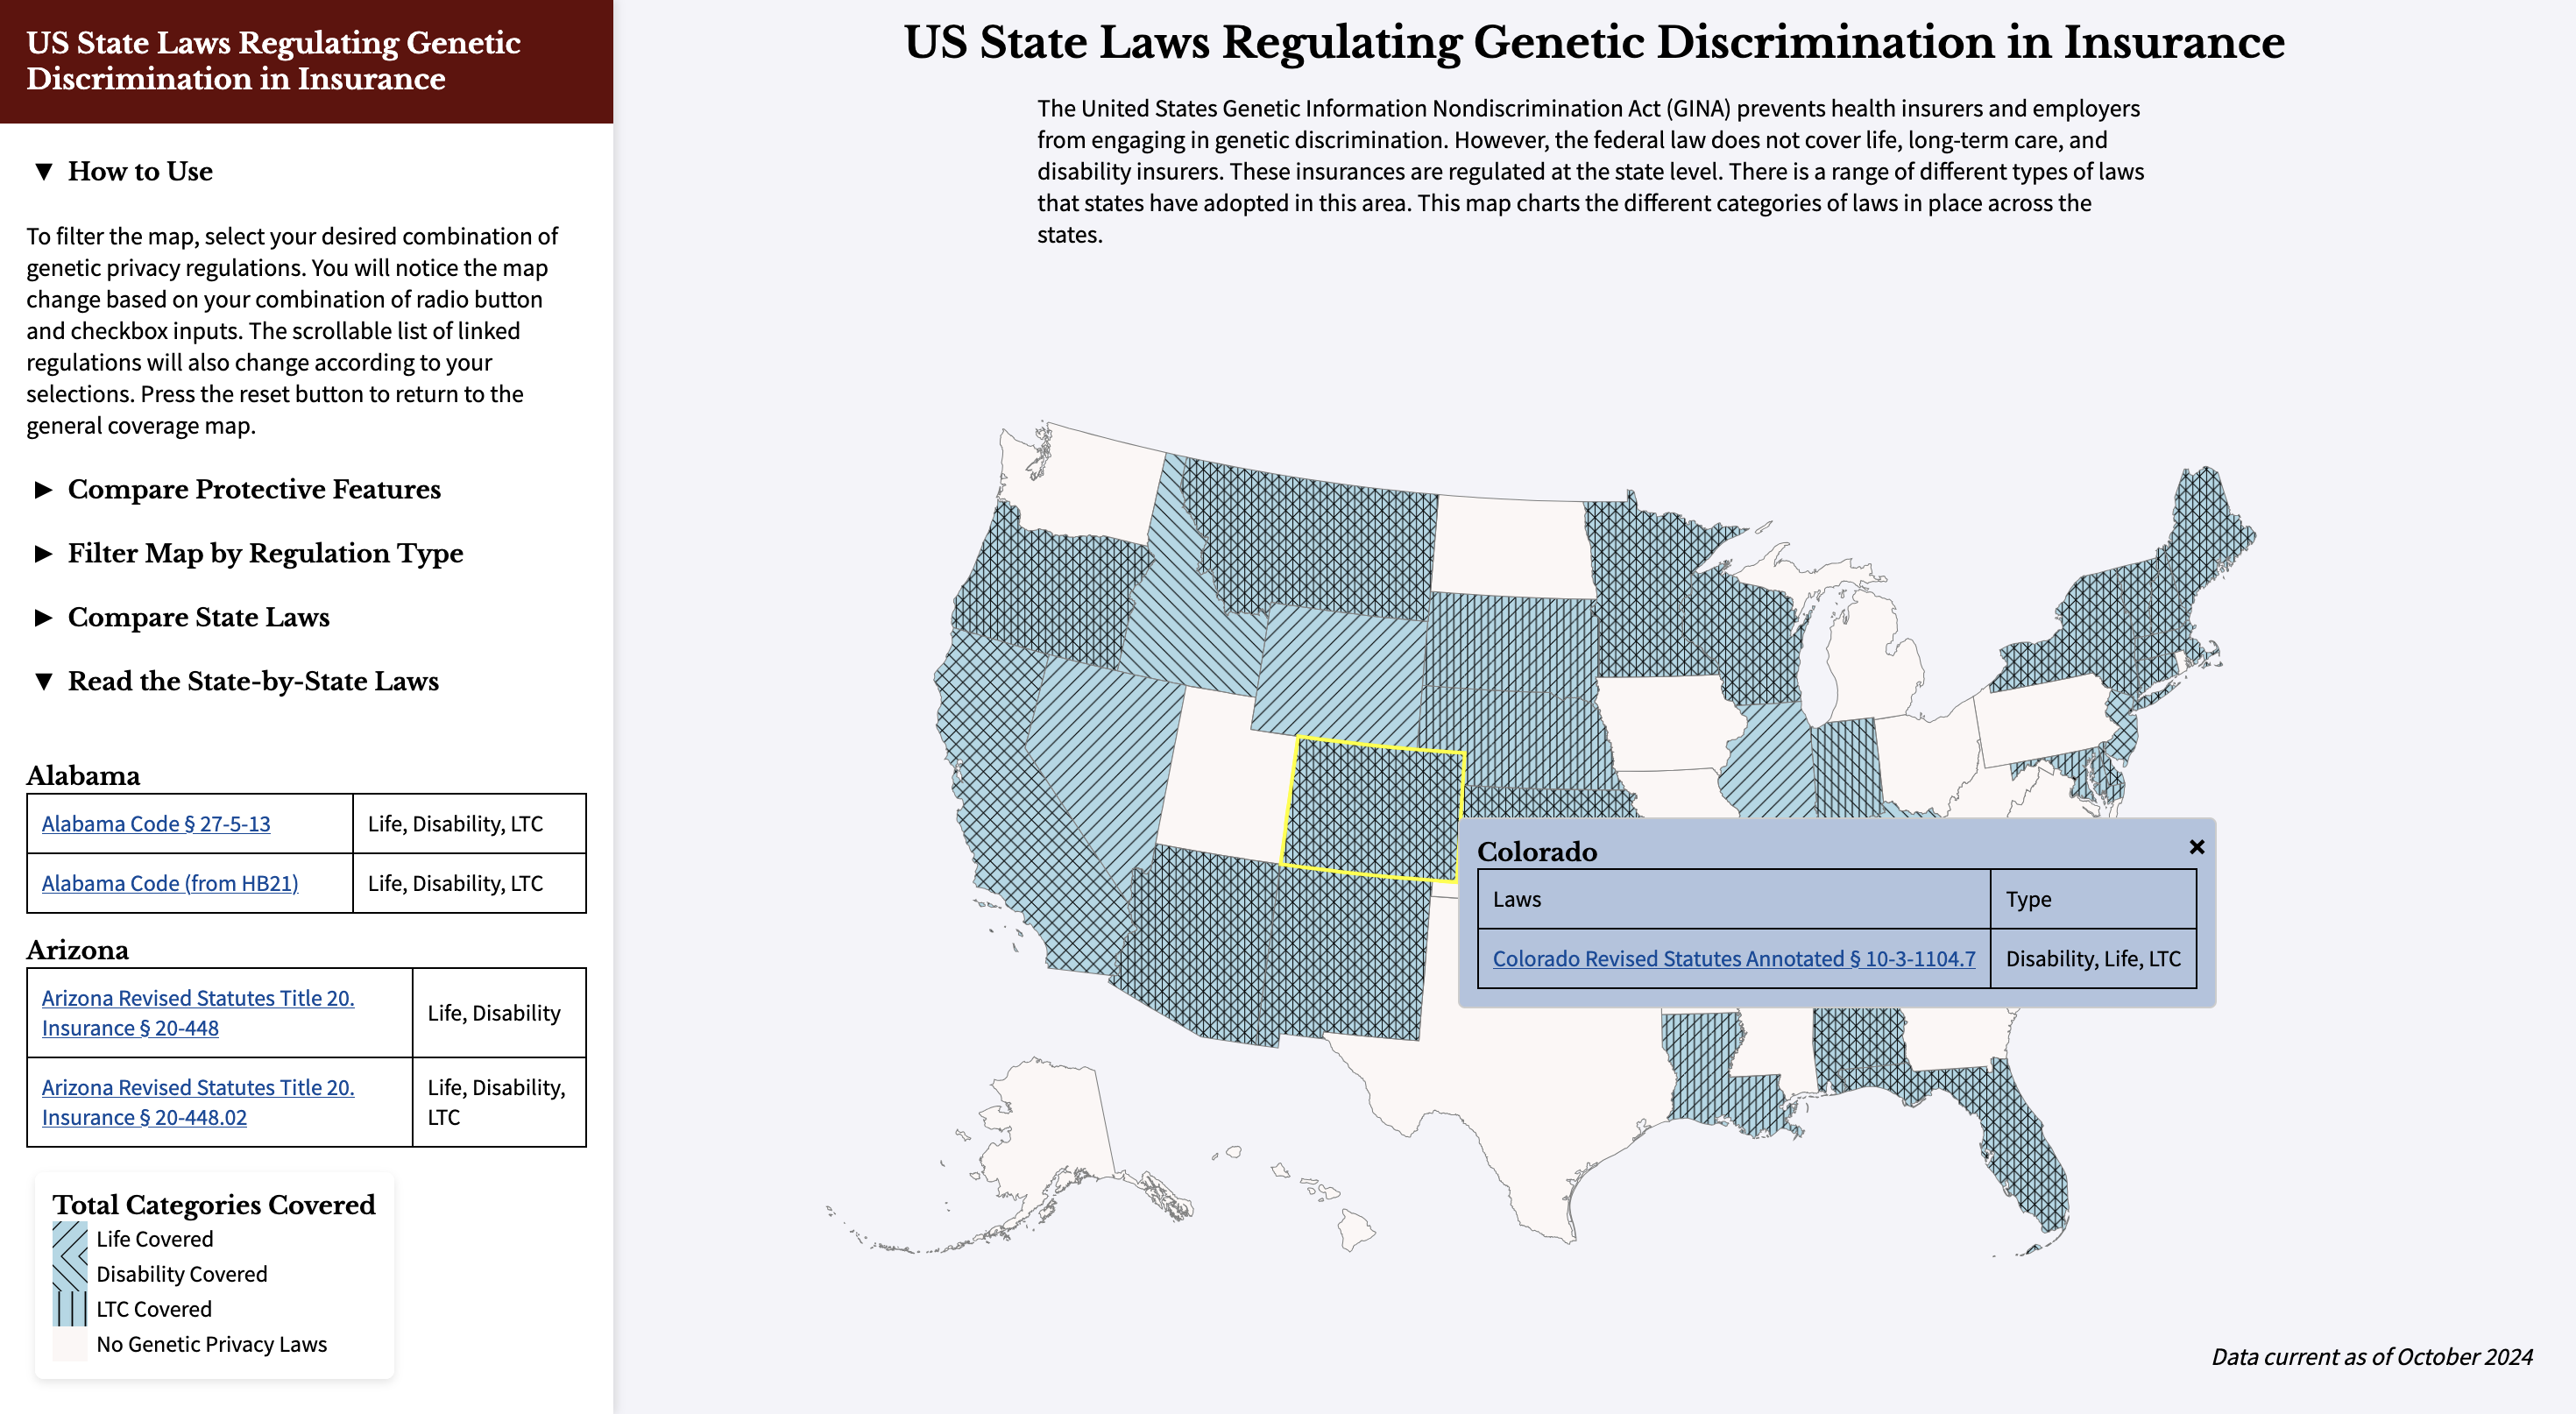 US State Laws Regulating Genetic
Discrimination in Insurance
▼ How to Use
To filter the map, select your desired combination of
genetic privacy regulations. You will notice the map
change based on your combination of radio button
and checkbox inputs. The scrollable list of linked
regulations will also change according to your
selections. Press the reset button to return to the
general coverage map.
► Compare Protective Features
► Filter Map by Regulation Type
► Compare State Laws
▼ Read the State-by-State Laws
Alabama
Alabama Code § 27-5-13 Life, Disability, LTC
Alabama Code (from HB21) Life, Disability, LTC
Arizona
Arizona Revised Statutes Title 20.
Insurance § 20-448
Life, Disability
Arizona Revised Statutes Title 20.
Insurance § 20-448.02
Life, Disability,
LTC
Total Categories Covered
Life Covered
Disability Covered
LTC Covered
No Genetic Privacy Laws
US State Laws Regulating Genetic Discrimination in Insurance
The United States Genetic Information Nondiscrimination Act (GINA) prevents health insurers and employers
from engaging in genetic discrimination. However, the federal law does not cover life, long-term care, and
disability insurers. These insurances are regulated at the state level. There is a range of different types of laws
that states have adopted in this area. This map charts the different categories of laws in place across the
states.
Colorado ×
Laws Type
Colorado Revised Statutes Annotated § 10-3-1104.7 Disability, Life, LTC
Data current as of October 2024